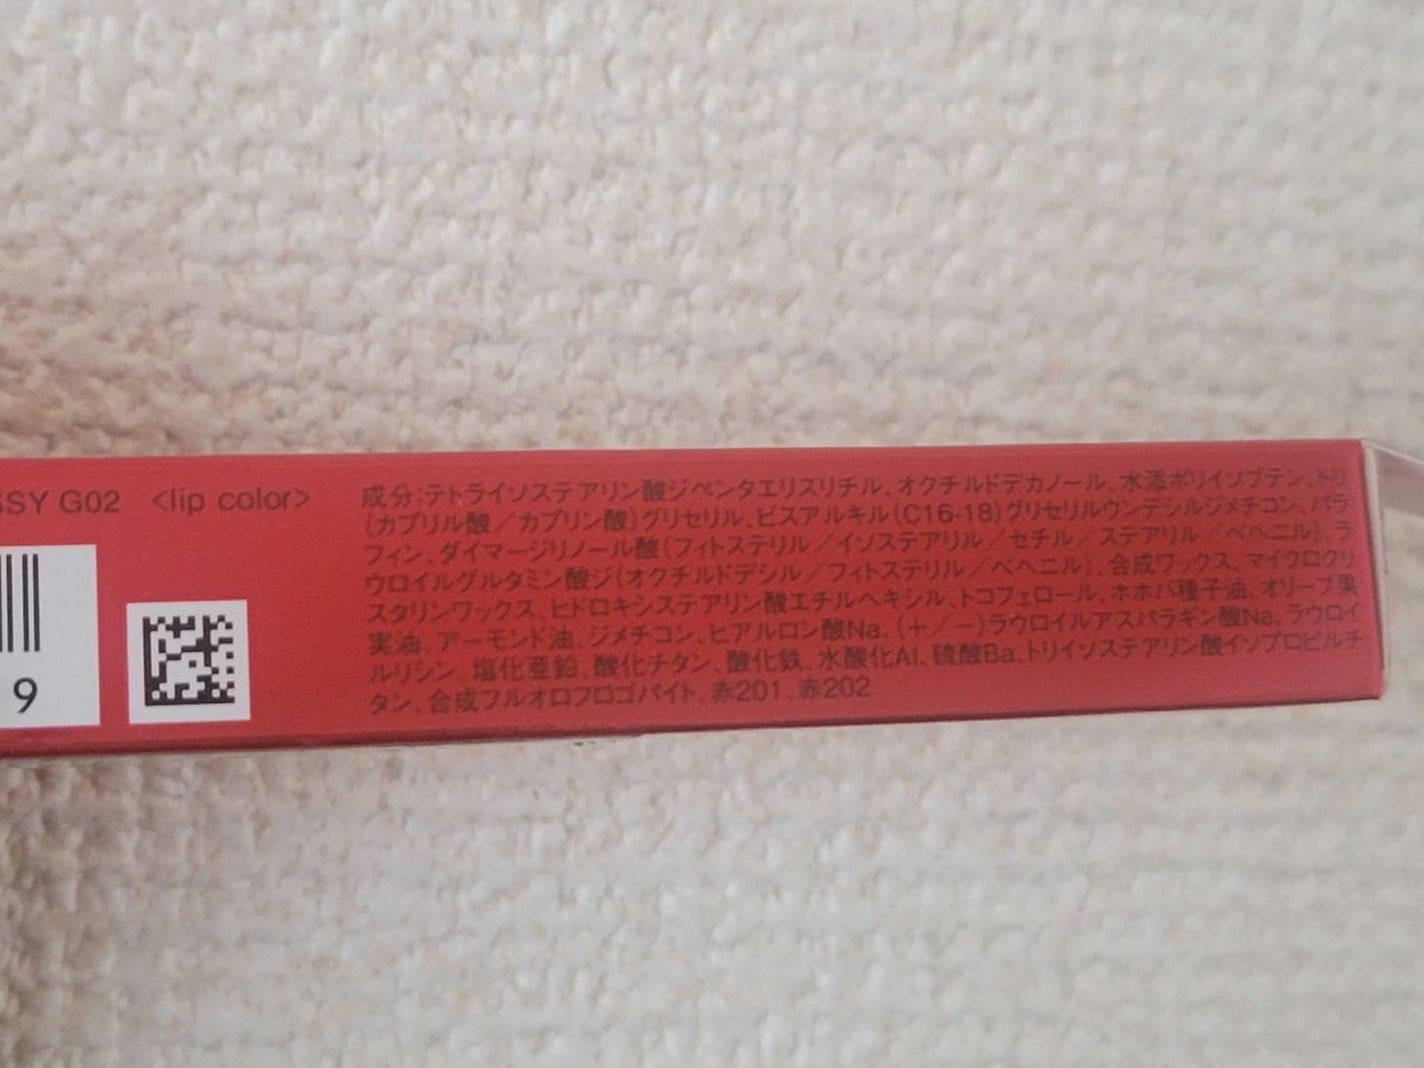 SSY G02 <lip color>
9
成分:テトライソステアリン酸ジペンタエリスリチル、オクチルドデカノール、水添ポリイソブテン、トリ
(カプリル酸/カプリン酸)グリセリル、ビスアルキル(C16-18)グリセリルウンデシルジメチコン、パラ
フィン、ダイマージリノール酸(フィトステリル/イソステアリル/セチル/ステアリル/ベヘニル)、ラ
ウロイルグルタミン酸ジ(オクチルドデシル/フィトステリル/ベヘニル)、合成ワックス、マイクロクリ
スタリンワックス、ヒドロキシステアリン酸エチルヘキシル、トコフェロール、ホホバ種子油、オリーブ果
実油、アーモンド油、ジメチコン、ヒアルロン酸Na、(+/-)ラウロイルアスパラギン酸Na、ラウロイ
ルリシン、塩化亜鉛、酸化チタン、酸化鉄、水酸化Al、硫酸Ba、トリイソステアリン酸イソプロピルチ
タン、合成フルオロフロゴパイト、赤201、赤202